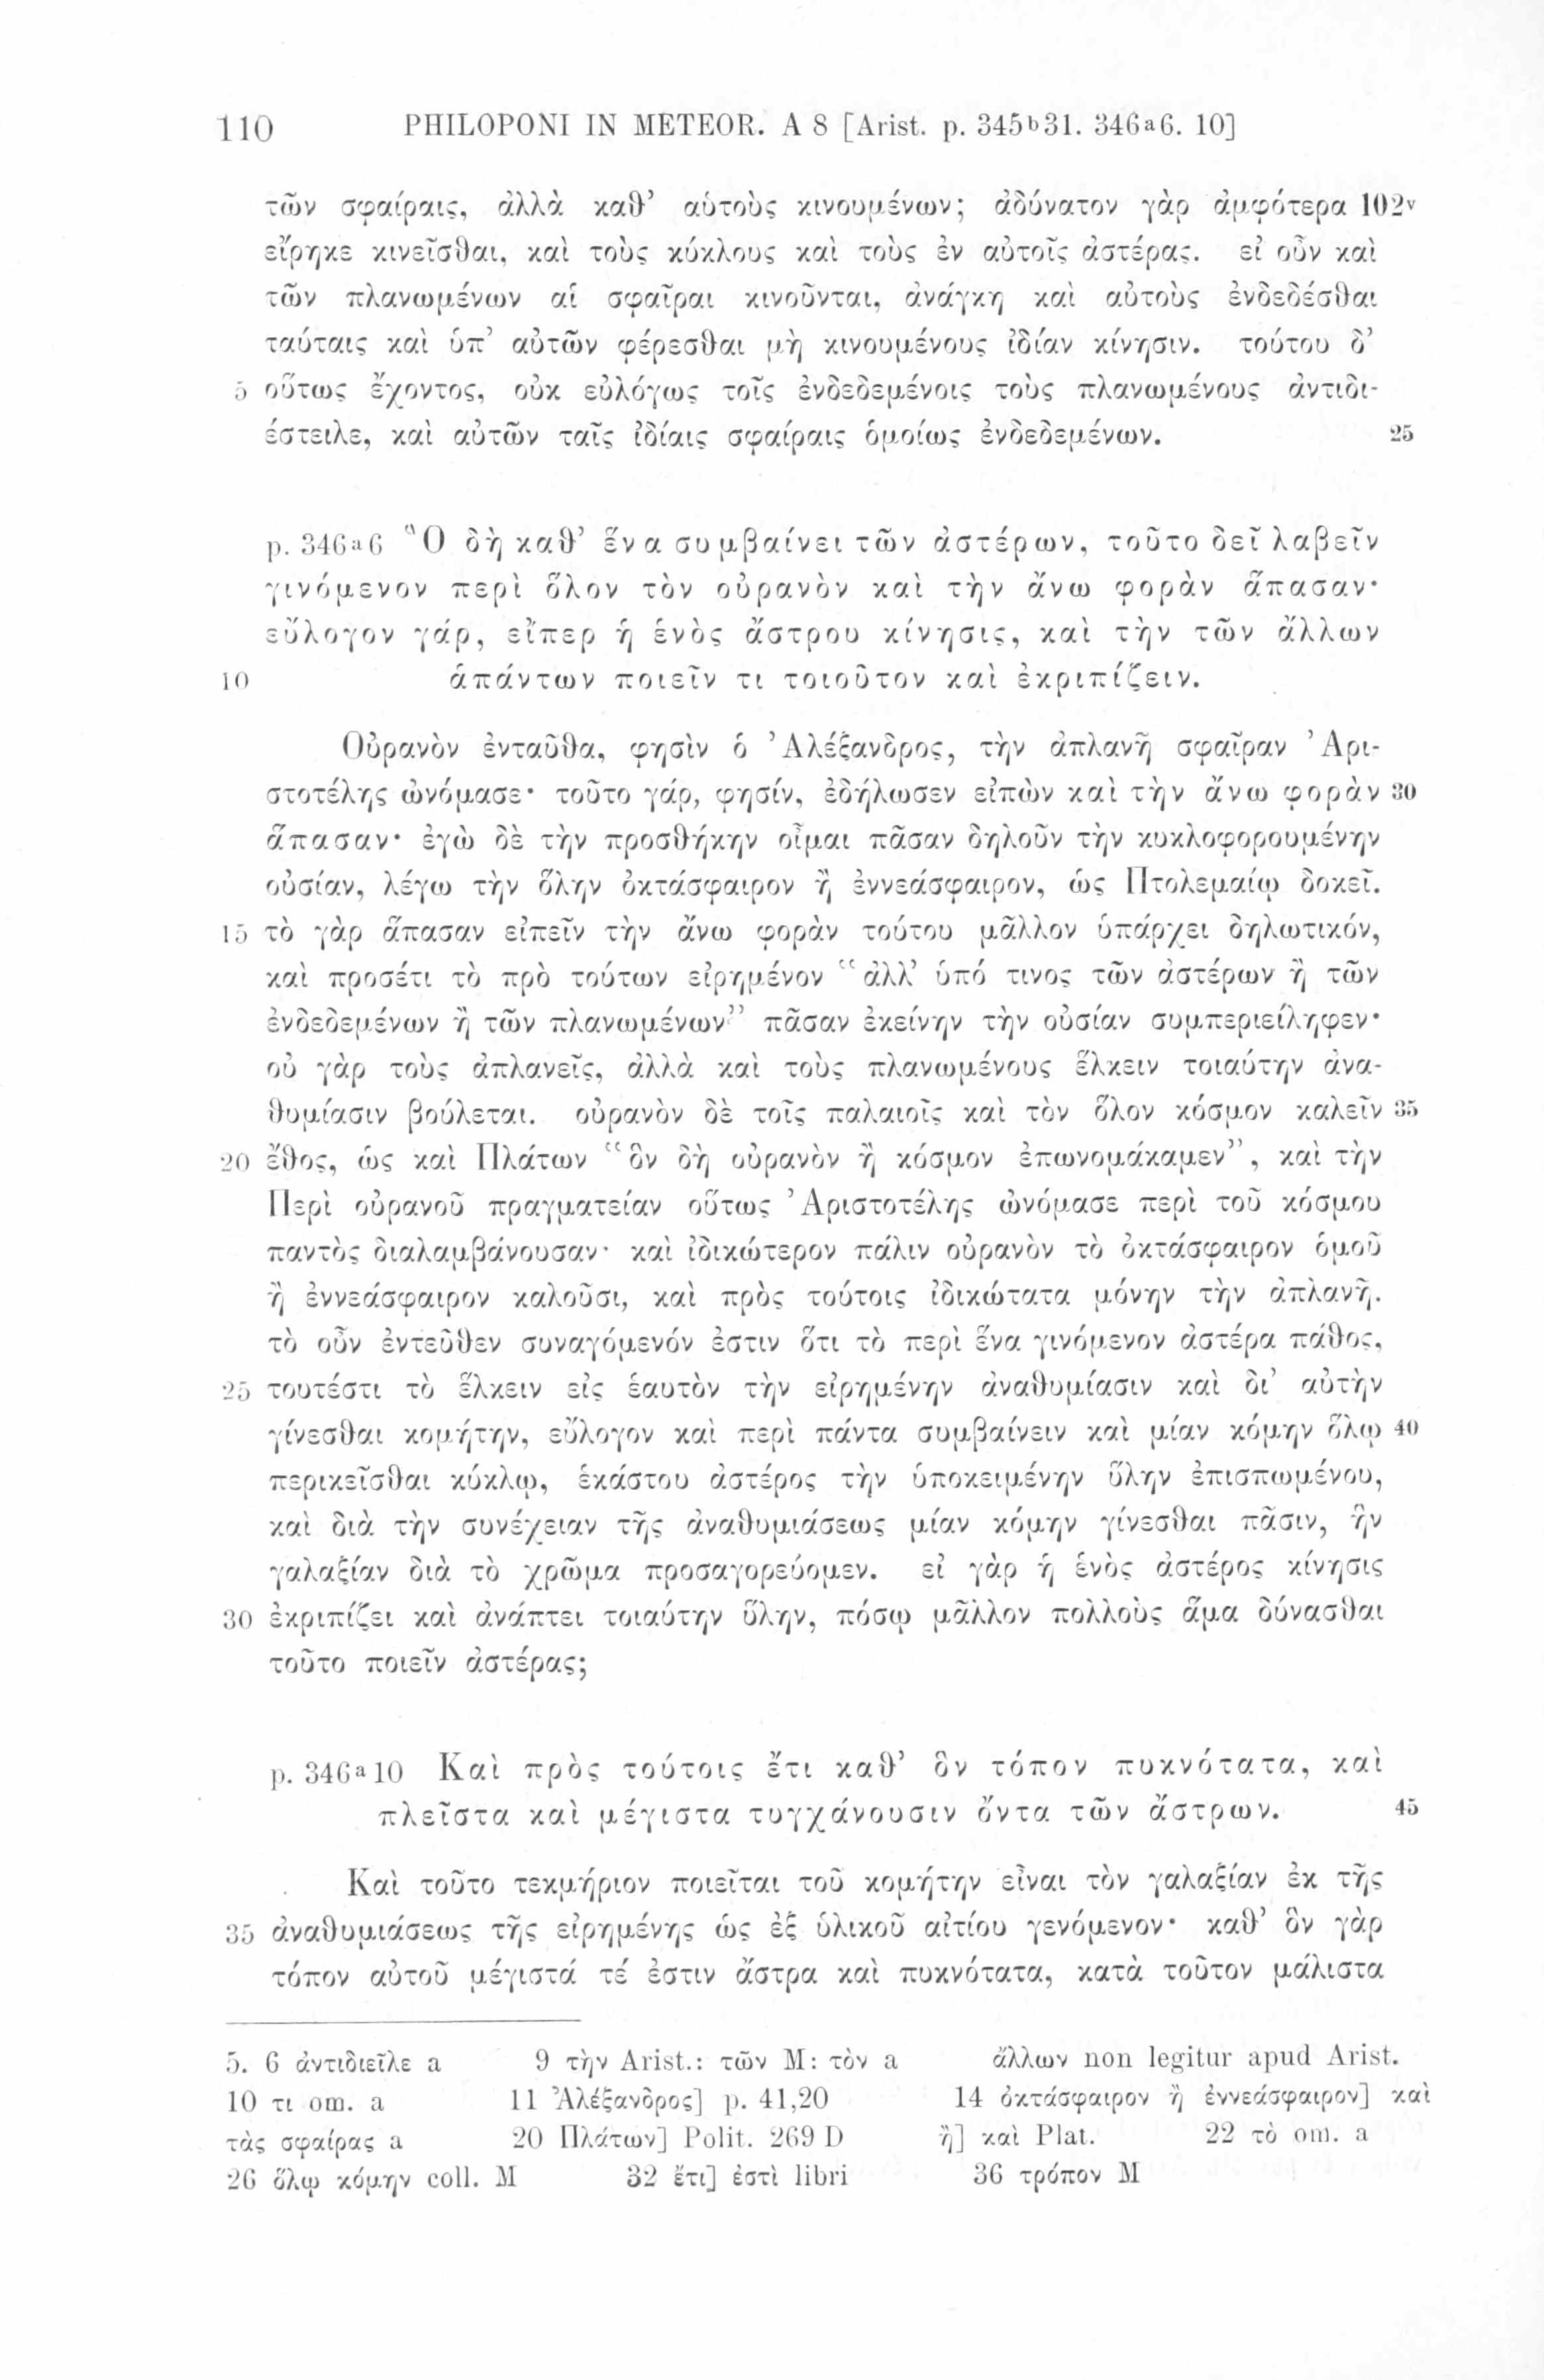 110 PHILOPONI IN METEOR. A 8 [Arist. p. 345b31. 346a6. 10]
τῶν σφαίραις, ἀλλὰ καθ’ αὑτοὺς κινουμένων; ἀδύνατον γὰρ ἀμφότερα 102v
εἴρηκε κινεῖσθαι, καὶ τοὺς κύκλους καὶ τοὺς ἐν αὐτοῖς ἀστέρας. εἰ οὖν καὶ
τῶν πλανωμένων αἱ σφαῖραι κινοῦνται, ἀνάγκη καὶ αὐτοὺς ἐνδεδέσθαι
ταύταις καὶ ὑπ’ αὐτῶν φέρεσθαι μὴ κινουμένους ἰδίαν κίνησιν. τούτου δ’
5 οὕτως ἔχοντος, οὐκ εὐλόγως τοῖς ἐνδεδεμένοις τοὺς πλανωμένους ἀντιδι-
έστειλε, καὶ αὐτῶν ταῖς ἰδίαις σφαίραις ὁμοίως ἐνδεδεμένων. 25
p. 346a6 Ὃ δὴ καθ’ ἕνα συμβαίνει τῶν ἀστέρων, τοῦτο δεῖ λαβεῖν
γινόμενον περὶ ὅλον τὸν οὐρανὸν καὶ τὴν ἄνω φορὰν ἅπασαν·
εὔλογον γάρ, εἴπερ ἡ ἑνὸς ἄστρου κίνησις, καὶ τὴν τῶν ἄλλων
10 ἁπάντων ποιεῖν τι τοιοῦτον καὶ ἐκριπίζειν.
Οὐρανὸν ἐνταῦθα, φησὶν ὁ Ἀλέξανδρος, τὴν ἀπλανῆ σφαῖραν Ἀρι-
στοτέλης ὠνόμασε· τοῦτο γάρ, φησίν, ἐδήλωσεν εἰπὼν καὶ τὴν ἄνω φορὰν 30
ἅπασαν· ἐγὼ δὲ τὴν προσθήκην οἶμαι πᾶσαν δηλοῦν τὴν κυκλοφορουμένην
οὐσίαν, λέγω τὴν ὅλην ὀκτάσφαιρον ἢ ἐννεάσφαιρον, ὡς Πτολεμαίῳ δοκεῖ.
15 τὸ γὰρ ἅπασαν εἰπεῖν τὴν ἄνω φορὰν τούτου μᾶλλον ὑπάρχει δηλωτικόν,
καὶ προσέτι τὸ πρὸ τούτων εἰρημένον “ἀλλ’ ὑπό τινος τῶν ἀστέρων ἢ τῶν
ἐνδεδεμένων ἢ τῶν πλανωμένων” πᾶσαν ἐκείνην τὴν οὐσίαν συμπεριείληφεν·
οὐ γὰρ τοὺς ἀπλανεῖς, ἀλλὰ καὶ τοὺς πλανωμένους ἕλκειν τοιαύτην ἀνα-
θυμίασιν βούλεται. οὐρανὸν δὲ τοῖς παλαιοῖς καὶ τὸν ὅλον κόσμον καλεῖν 35
20 ἔθος, ὡς καὶ Πλάτων “ὃν δὴ οὐρανὸν ἢ κόσμον ἐπωνομάκαμεν”, καὶ τὴν
Περὶ οὐρανοῦ πραγματείαν οὕτως Ἀριστοτέλης ὠνόμασε περὶ τοῦ κόσμου
παντὸς διαλαμβάνουσαν· καὶ ἰδικώτερον πάλιν οὐρανὸν τὸ ὀκτάσφαιρον ὁμοῦ
ἢ ἐννεάσφαιρον καλοῦσι, καὶ πρὸς τούτοις ἰδικώτατα μόνην τὴν ἀπλανῆ.
τὸ οὖν ἐντεῦθεν συναγόμενόν ἐστιν ὅτι τὸ περὶ ἕνα γινόμενον ἀστέρα πάθος,
25 τουτέστι τὸ ἕλκειν εἰς ἑαυτὸν τὴν εἰρημένην ἀναθυμίασιν καὶ δι’ αὐτὴν
γίνεσθαι κομήτην, εὔλογον καὶ περὶ πάντα συμβαίνειν καὶ μίαν κόμην ὅλῳ 40
περικεῖσθαι κύκλῳ, ἑκάστου ἀστέρος τὴν ὑποκειμένην ὕλην ἐπισπωμένου,
καὶ διὰ τὴν συνέχειαν τῆς ἀναθυμιάσεως μίαν κόμην γίνεσθαι πᾶσιν, ἣν
γαλαξίαν διὰ τὸ χρῶμα προσαγορεύομεν. εἰ γὰρ ἡ ἑνὸς ἀστέρος κίνησις
30 ἐκριπίζει καὶ ἀνάπτει τοιαύτην ὕλην, πόσῳ μᾶλλον πολλοὺς ἅμα δύνασθαι
τοῦτο ποιεῖν ἀστέρας;
p. 346a10 Καὶ πρὸς τούτοις ἔτι καθ’ ὃν τόπον πυκνότατα, καὶ
πλεῖστα καὶ μέγιστα τυγχάνουσιν ὄντα τῶν ἄστρων. 45
Καὶ τοῦτο τεκμήριον ποιεῖται τοῦ κομήτην εἶναι τὸν γαλαξίαν ἐκ τῆς
35 ἀναθυμιάσεως τῆς εἰρημένης ὡς ἐξ ὑλικοῦ αἰτίου γενόμενον· καθ’ ὃν γὰρ
τόπον αὐτοῦ μέγιστά τέ ἐστιν ἄστρα καὶ πυκνότατα, κατὰ τοῦτον μάλιστα
5. 6 ἀντιδιεῖλε a 9 τὴν Arist.: τῶν M: τὸν a ἄλλων non legitur apud Arist.
10 τι om. a 11 Ἀλέξανδρος] p. 41,20 14 ὀκτάσφαιρον ἢ ἐννεάσφαιρον] καὶ
τὰς σφαίρας a 20 Πλάτων] Polit. 269 D ἢ] καὶ Plat. 22 τὸ om. a
26 ὅλῳ κόμην coll. M 32 ἔτι] ἐστὶ libri 36 τρόπον M